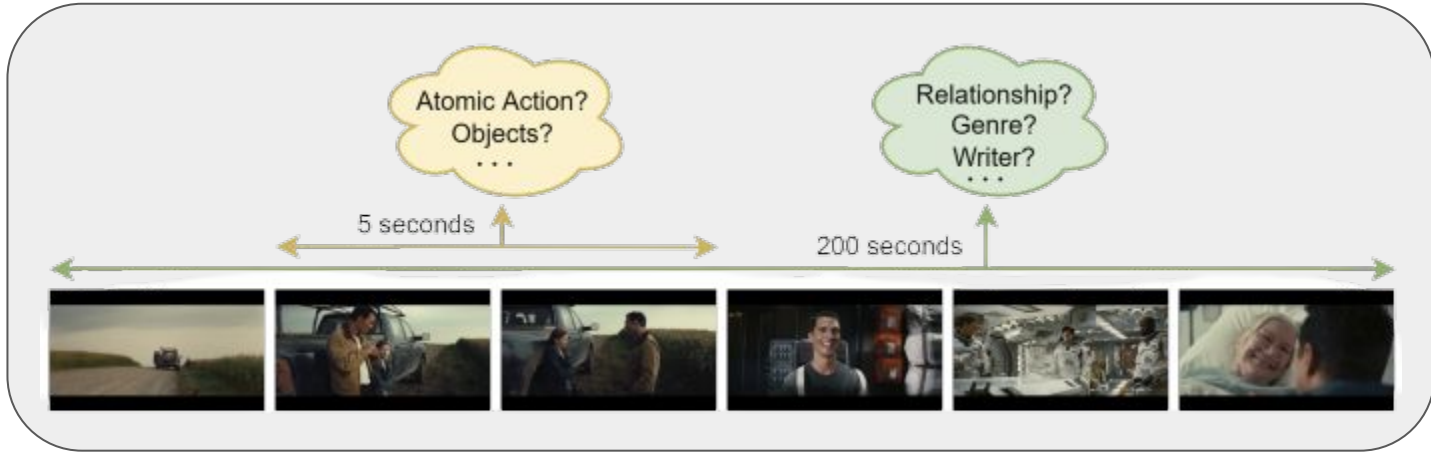 Atomic Action?
Objects?
. . .
Relationship?
Genre?
Writer?
. . .
5 seconds
200 seconds